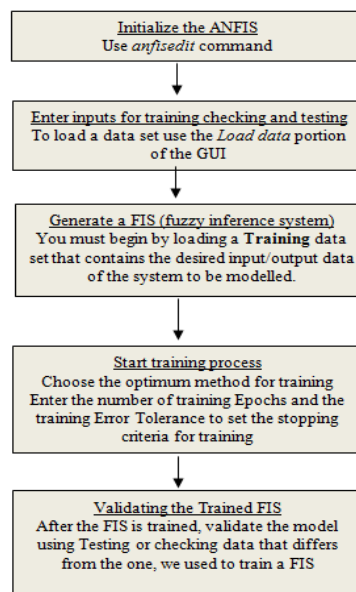 Initialize the ANFIS
Use anfisedit command
Enter inputs for training checking and testing
To load a data set use the Load data portion
of the GUI
Generate a FIS (fuzzy inference system)
You must begin by loading a Training data
set that contains the desired input/output data
of the system to be modelled.
Start training process
Choose the optimum method for training
Enter the number of training Epochs and the
training Error Tolerance to set the stopping
criteria for training
Validating the Trained FIS
After the FIS is trained, validate the model
using Testing or checking data that differs
from the one, we used to train a FIS